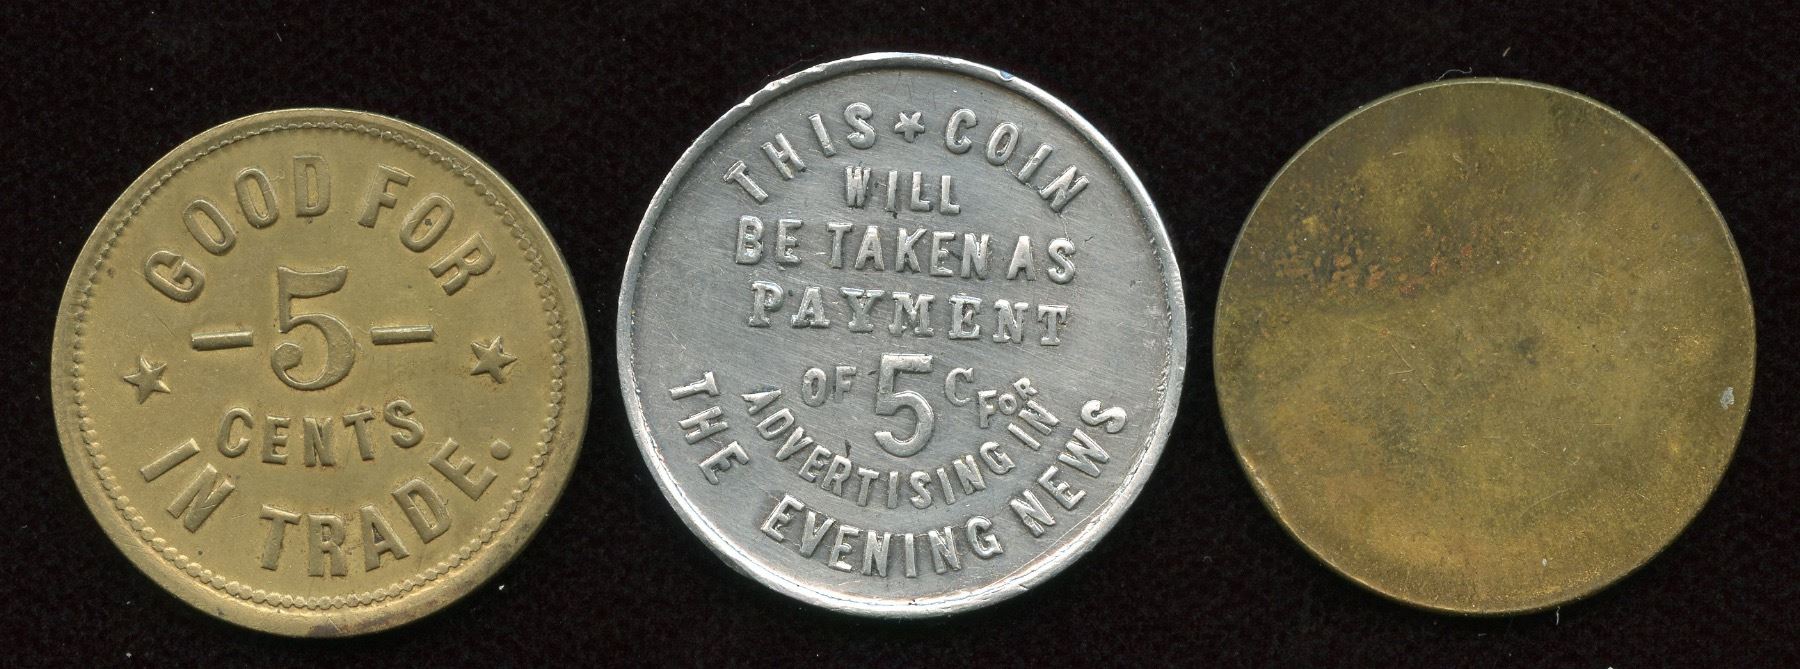 GOOD FOR
- 5 -
CENTS
IN TRADE.
THIS ★ COIN
WILL
BE TAKEN AS
PAYMENT
OF 5 C FOR
ADVERTISING IN
THE EVENING NEWS